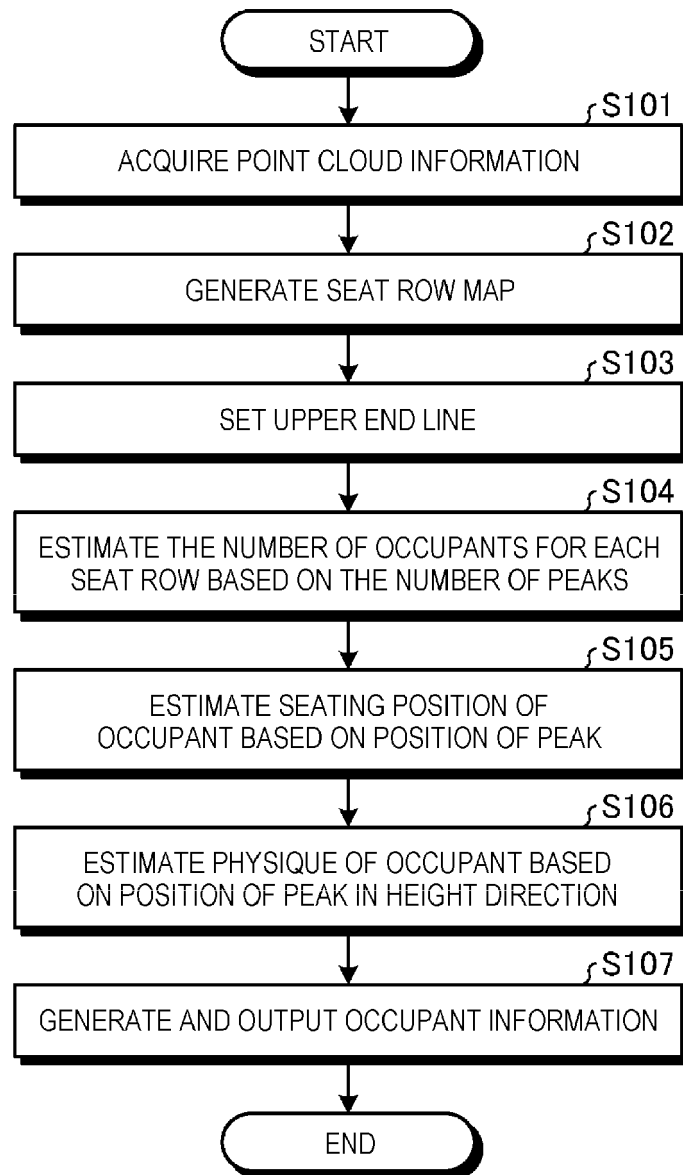 START
S101
ACQUIRE POINT CLOUD INFORMATION
S102
GENERATE SEAT ROW MAP
S103
SET UPPER END LINE
S104
ESTIMATE THE NUMBER OF OCCUPANTS FOR EACH
SEAT ROW BASED ON THE NUMBER OF PEAKS
S105
ESTIMATE SEATING POSITION OF
OCCUPANT BASED ON POSITION OF PEAK
S106
ESTIMATE PHYSIQUE OF OCCUPANT BASED
ON POSITION OF PEAK IN HEIGHT DIRECTION
S107
GENERATE AND OUTPUT OCCUPANT INFORMATION
END